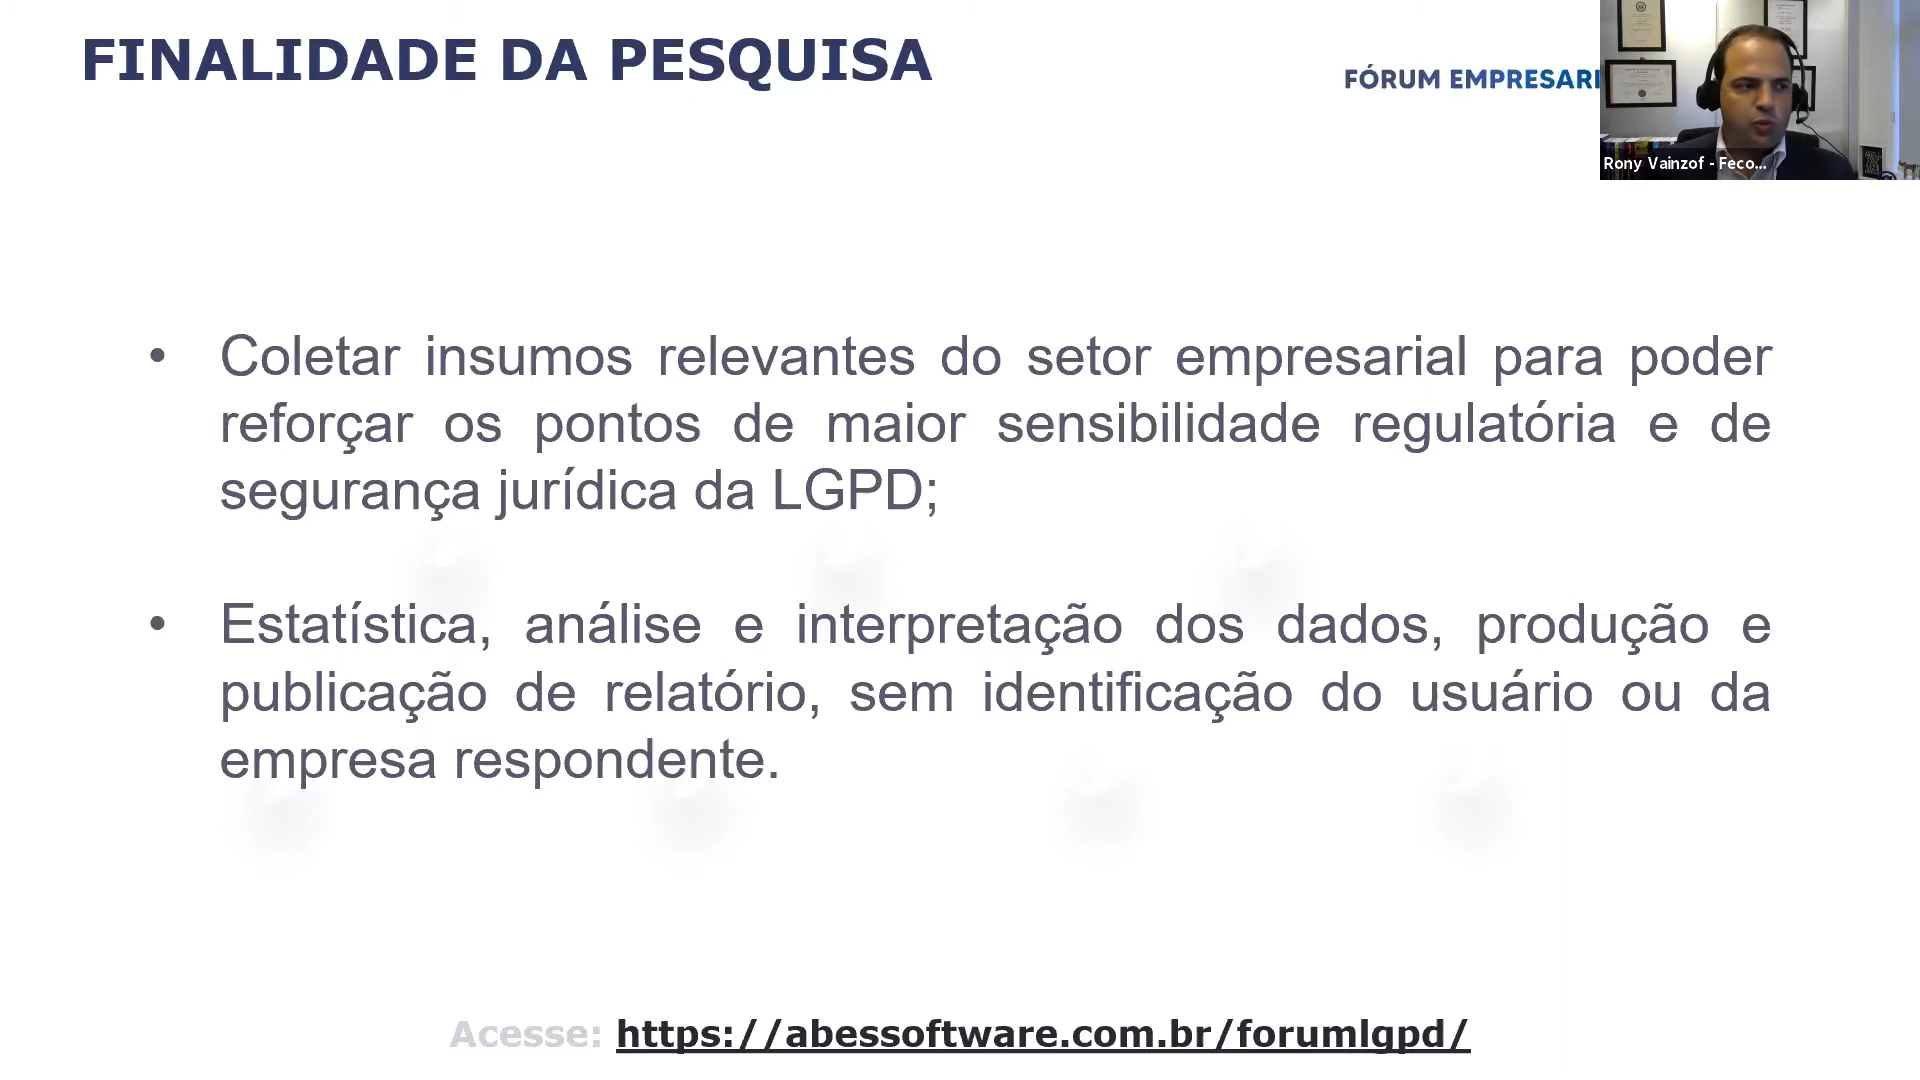 FINALIDADE DA PESQUISA
FÓRUM EMPRESARI
Rony Vainzof - Feco...
• Coletar insumos relevantes do setor empresarial para poder
reforçar os pontos de maior sensibilidade regulatória e de
segurança jurídica da LGPD;
• Estatística, análise e interpretação dos dados, produção e
publicação de relatório, sem identificação do usuário ou da
empresa respondente.
Acesse: https://abessoftware.com.br/forumlgpd/